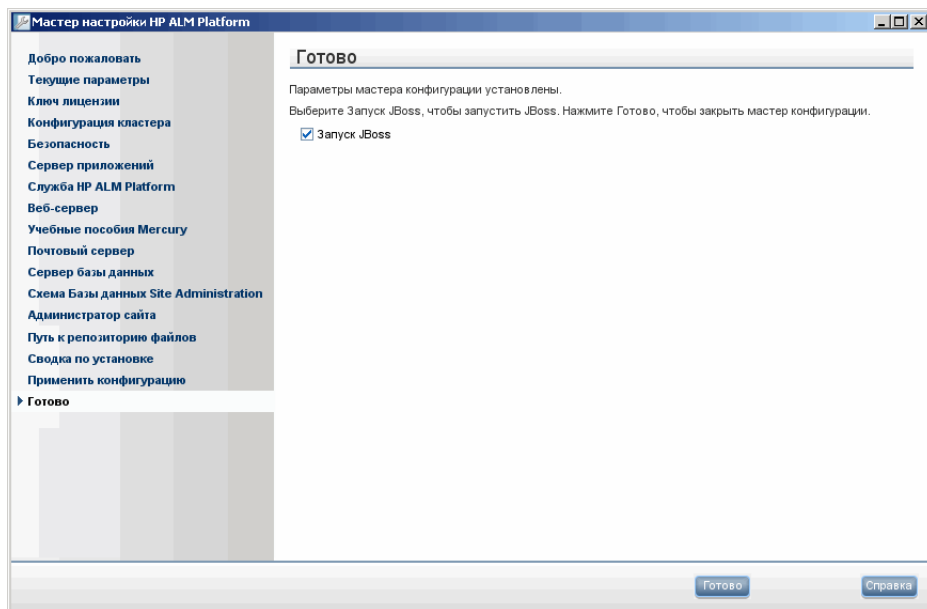 Мастер настройки HP ALM Platform
Добро пожаловать
Текущие параметры
Ключ лицензии
Конфигурация кластера
Безопасность
Сервер приложений
Служба HP ALM Platform
Веб-сервер
Учебные пособия Mercury
Почтовый сервер
Сервер базы данных
Схема Базы данных Site Administration
Администратор сайта
Путь к репозиторию файлов
Сводка по установке
Применить конфигурацию
Готово
Готово
Параметры мастера конфигурации установлены.
Выберите Запуск JBoss, чтобы запустить JBoss. Нажмите Готово, чтобы закрыть мастер конфигурации.
Запуск JBoss
Готово
Справка